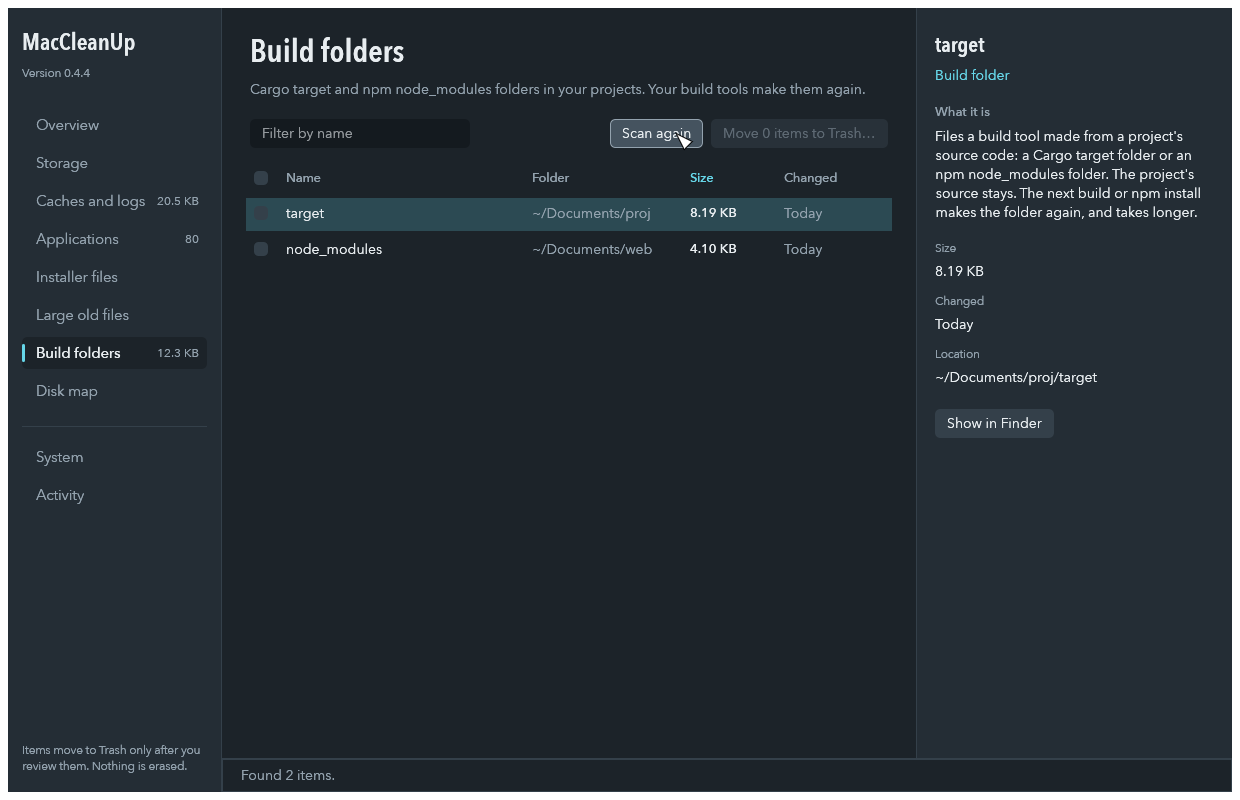 MacCleanUp
Version 0.4.4
Overview
Storage
Caches and logs 20.5 KB
Applications 80
Installer files
Large old files
Build folders 12.3 KB
Disk map
System
Activity
Items move to Trash only after you
review them. Nothing is erased.
Build folders
Cargo target and npm node_modules folders in your projects. Your build tools make them again.
Filter by name
Scan again
Move 0 items to Trash...
Name Folder Size Changed
target ~/Documents/proj 8.19 KB Today
node_modules ~/Documents/web 4.10 KB Today
Found 2 items.
target
Build folder
What it is
Files a build tool made from a project's
source code: a Cargo target folder or an
npm node_modules folder. The project's
source stays. The next build or npm install
makes the folder again, and takes longer.
Size
8.19 KB
Changed
Today
Location
~/Documents/proj/target
Show in Finder